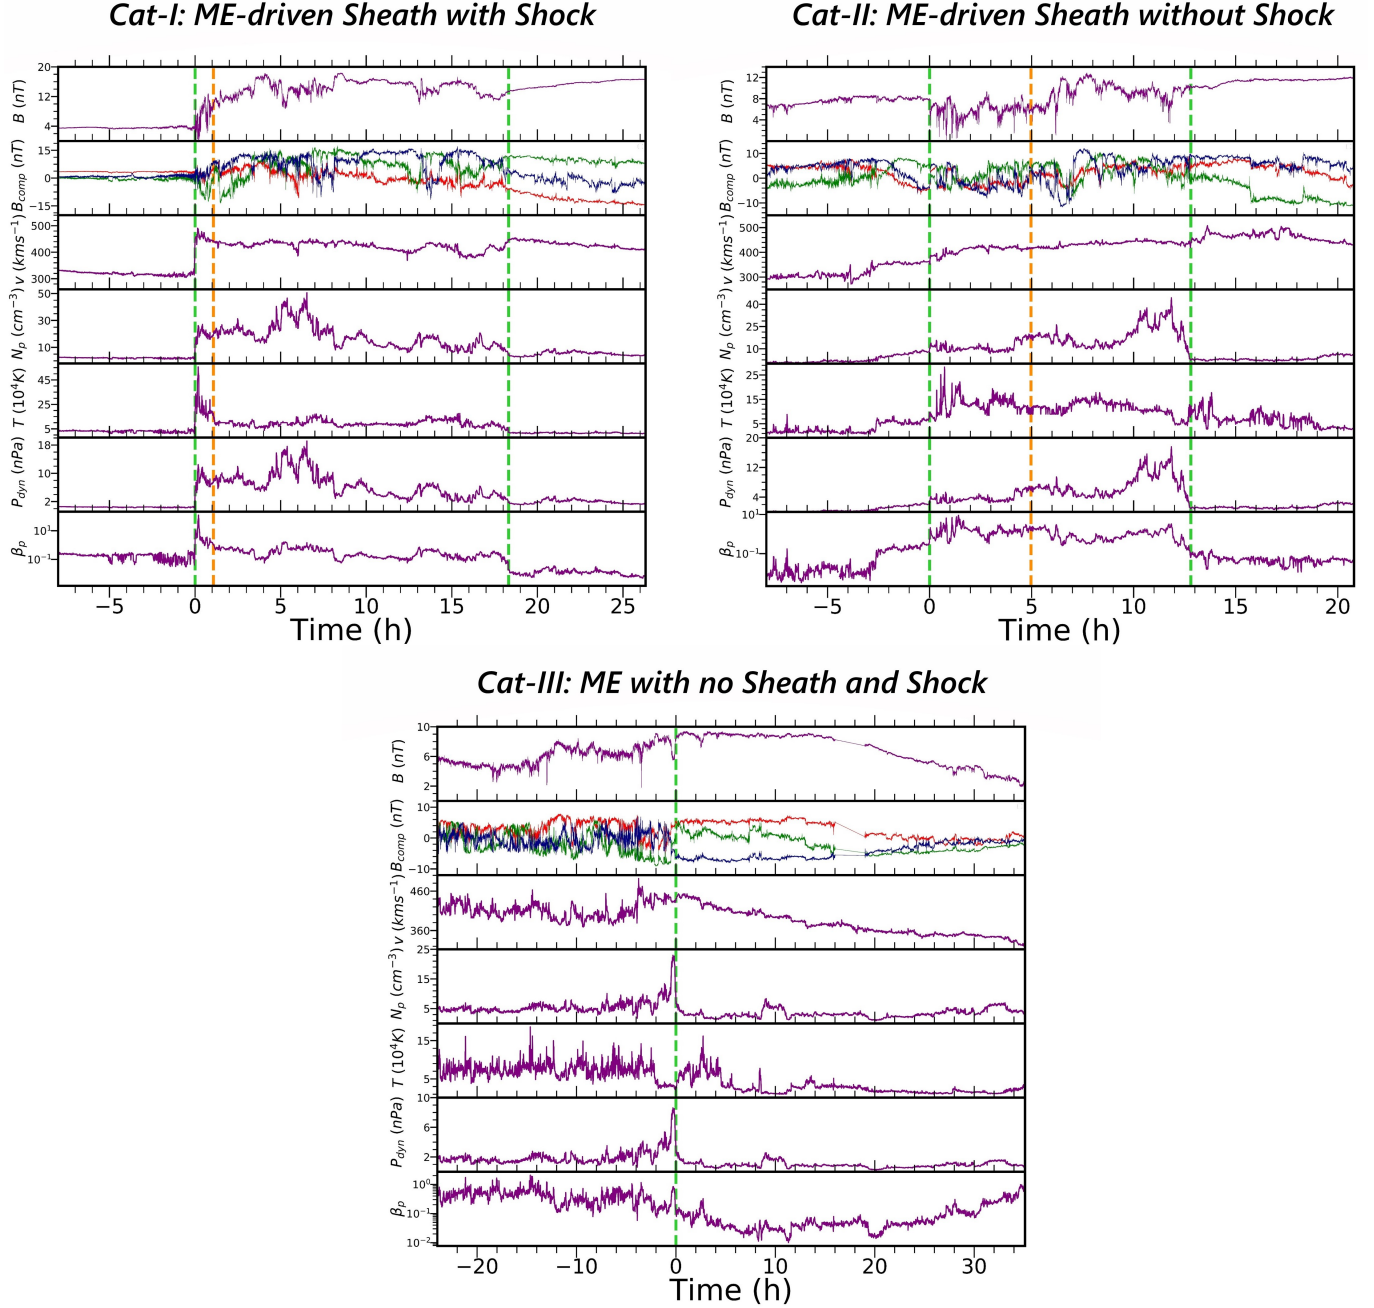 Cat-I: ME-driven Sheath with Shock
B (nT)
20
12
4
B_comp (nT)
15
0
−15
v (kms⁻¹)
500
400
300
N_p (cm⁻³)
50
30
10
T (10⁴K)
45
25
5
P_dyn (nPa)
18
10
2
β_p
10¹
10⁻¹
−5 0 5 10 15 20 25
Time (h)
Cat-II: ME-driven Sheath without Shock
B (nT)
12
8
4
B_comp (nT)
10
0
−10
v (kms⁻¹)
500
400
300
N_p (cm⁻³)
40
25
10
T (10⁴K)
25
15
5
P_dyn (nPa)
20
12
4
β_p
10¹
10⁻¹
−5 0 5 10 15 20
Time (h)
Cat-III: ME with no Sheath and Shock
B (nT)
10
6
2
B_comp (nT)
10
0
−10
v (kms⁻¹)
460
360
N_p (cm⁻³)
25
15
5
T (10⁴K)
15
5
P_dyn (nPa)
10
6
2
β_p
10⁰
10⁻¹
10⁻²
−20 −10 0 10 20 30
Time (h)